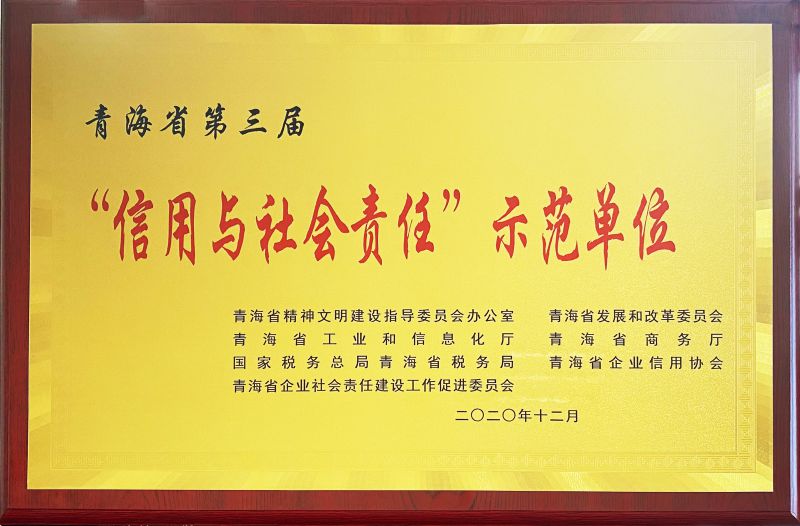 青海省第三届
“信用与社会责任”示范单位
青海省精神文明建设指导委员会办公室 青海省发展和改革委员会
青海省工业和信息化厅 青海省商务厅
国家税务总局青海省税务局 青海省企业信用协会
青海省企业社会责任建设工作促进委员会
二〇二〇年十二月